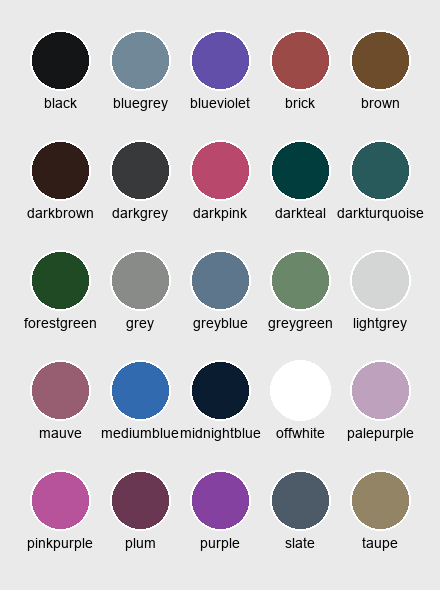 black bluegrey blueviolet brick brown
darkbrown darkgrey darkpink darkteal darkturquoise
forestgreen grey greyblue greygreen lightgrey
mauve mediumblue midnightblue offwhite palepurple
pinkpurple plum purple slate taupe